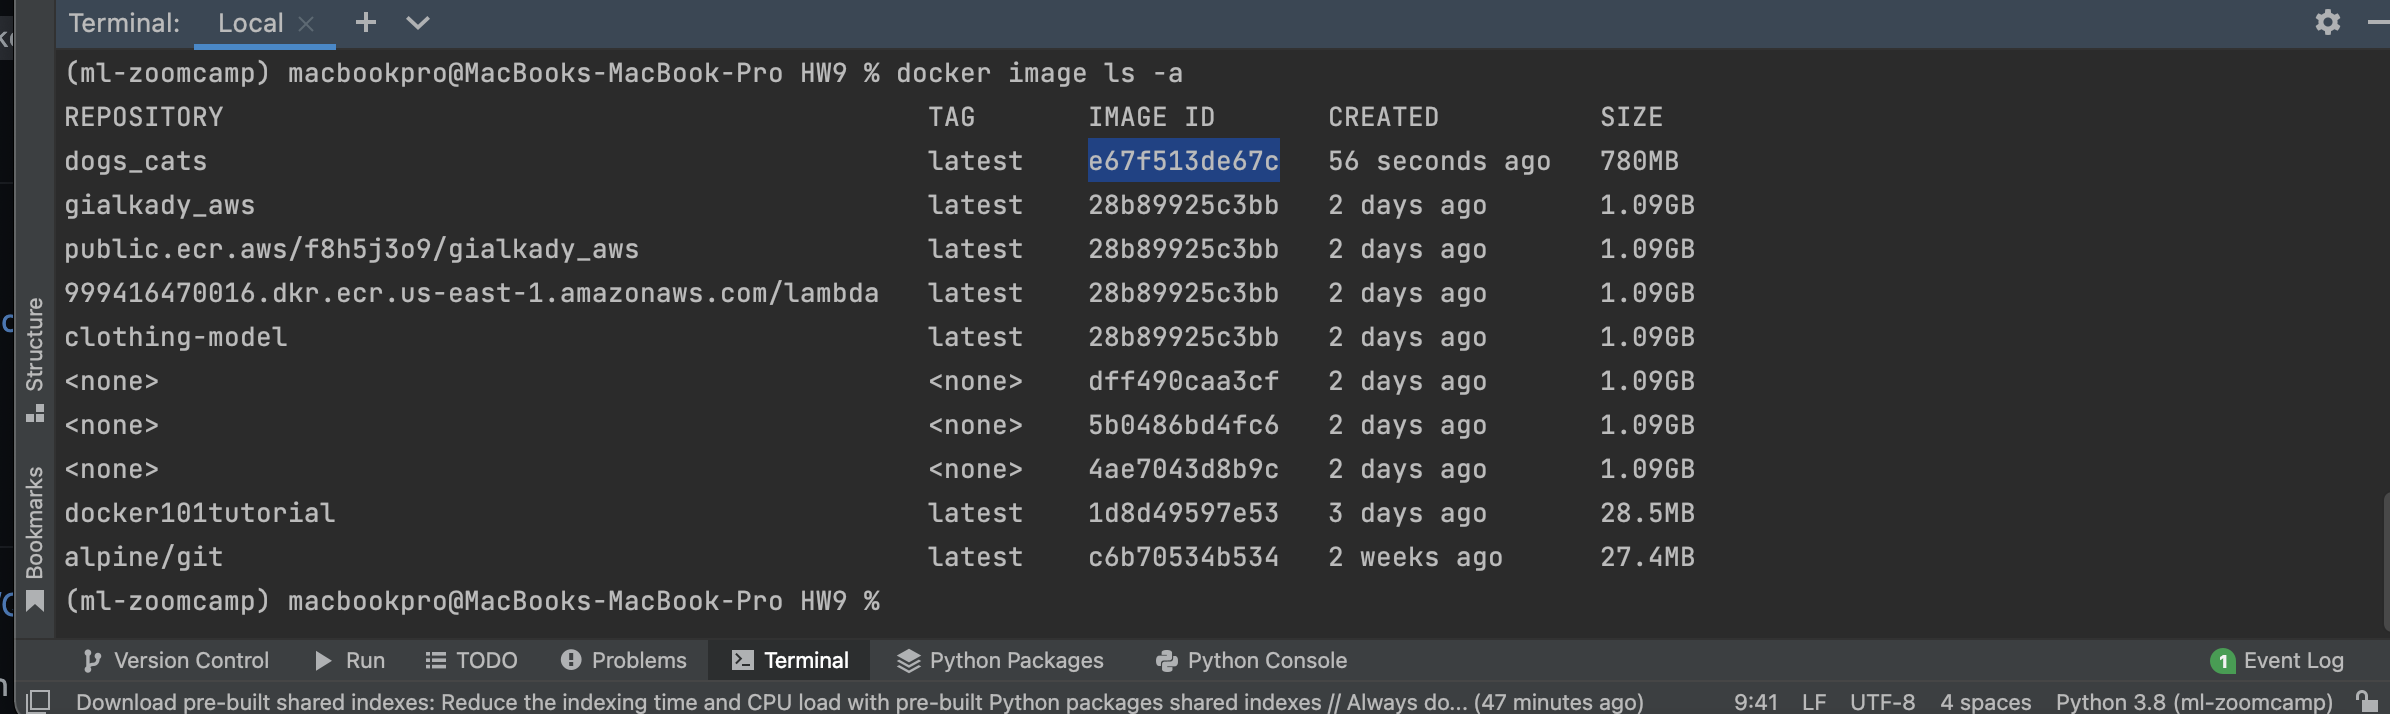 Terminal: Local × + 
(ml-zoomcamp) macbookpro@MacBooks-MacBook-Pro HW9 % docker image ls -a
REPOSITORY TAG IMAGE ID CREATED SIZE
dogs_cats latest e67f513de67c 56 seconds ago 780MB
gialkady_aws latest 28b89925c3bb 2 days ago 1.09GB
public.ecr.aws/f8h5j3o9/gialkady_aws latest 28b89925c3bb 2 days ago 1.09GB
999416470016.dkr.ecr.us-east-1.amazonaws.com/lambda latest 28b89925c3bb 2 days ago 1.09GB
clothing-model latest 28b89925c3bb 2 days ago 1.09GB
<none> <none> dff490caa3cf 2 days ago 1.09GB
<none> <none> 5b0486bd4fc6 2 days ago 1.09GB
<none> <none> 4ae7043d8b9c 2 days ago 1.09GB
docker101tutorial latest 1d8d49597e53 3 days ago 28.5MB
alpine/git latest c6b70534b534 2 weeks ago 27.4MB
(ml-zoomcamp) macbookpro@MacBooks-MacBook-Pro HW9 %
Structure
Bookmarks
Version Control Run TODO Problems Terminal Python Packages Python Console 1 Event Log
Download pre-built shared indexes: Reduce the indexing time and CPU load with pre-built Python packages shared indexes // Always do... (47 minutes ago) 9:41 LF UTF-8 4 spaces Python 3.8 (ml-zoomcamp)